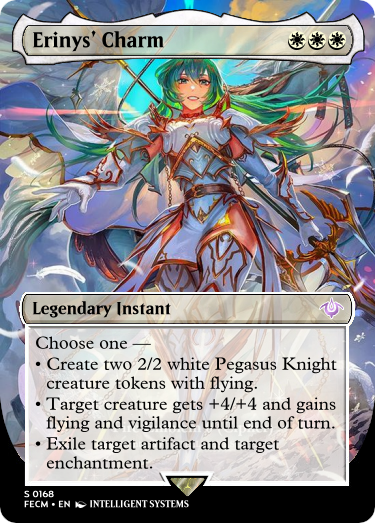 Erinys' Charm
Legendary Instant
Choose one —
• Create two 2/2 white Pegasus Knight
creature tokens with flying.
• Target creature gets +4/+4 and gains
flying and vigilance until end of turn.
• Exile target artifact and target
enchantment.
S 0168
FECM • EN INTELLIGENT SYSTEMS